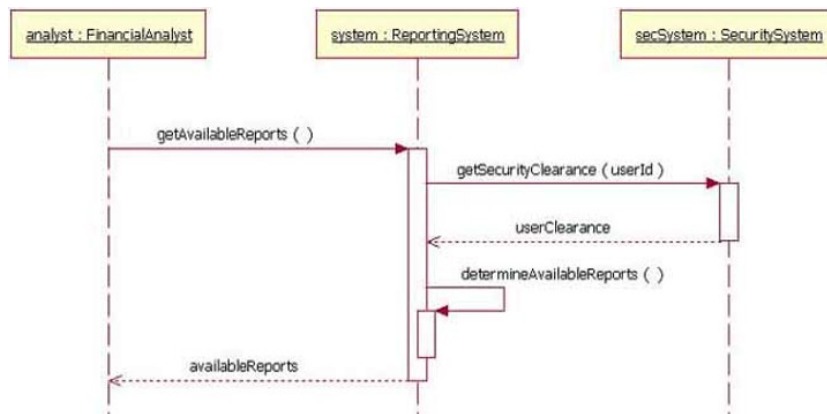 analyst : FinancialAnalyst
system : ReportingSystem
secSystem : SecuritySystem
getAvailableReports ( )
getSecurityClearance ( userId )
userClearance
determineAvailableReports ( )
availableReports